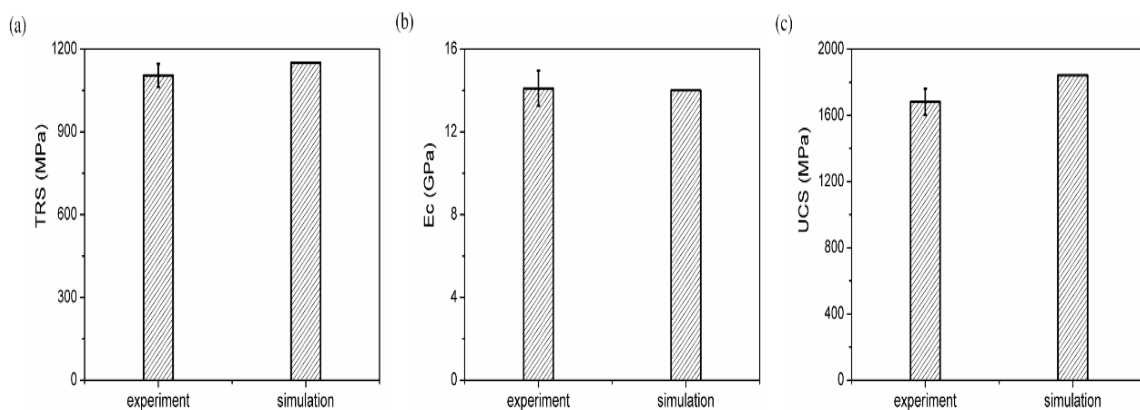 (a)
TRS (MPa)
1200
900
600
300
0
experiment simulation
(b)
Ec (GPa)
16
12
8
4
0
experiment simulation
(c)
UCS (MPa)
2000
1600
1200
800
400
0
experiment simulation